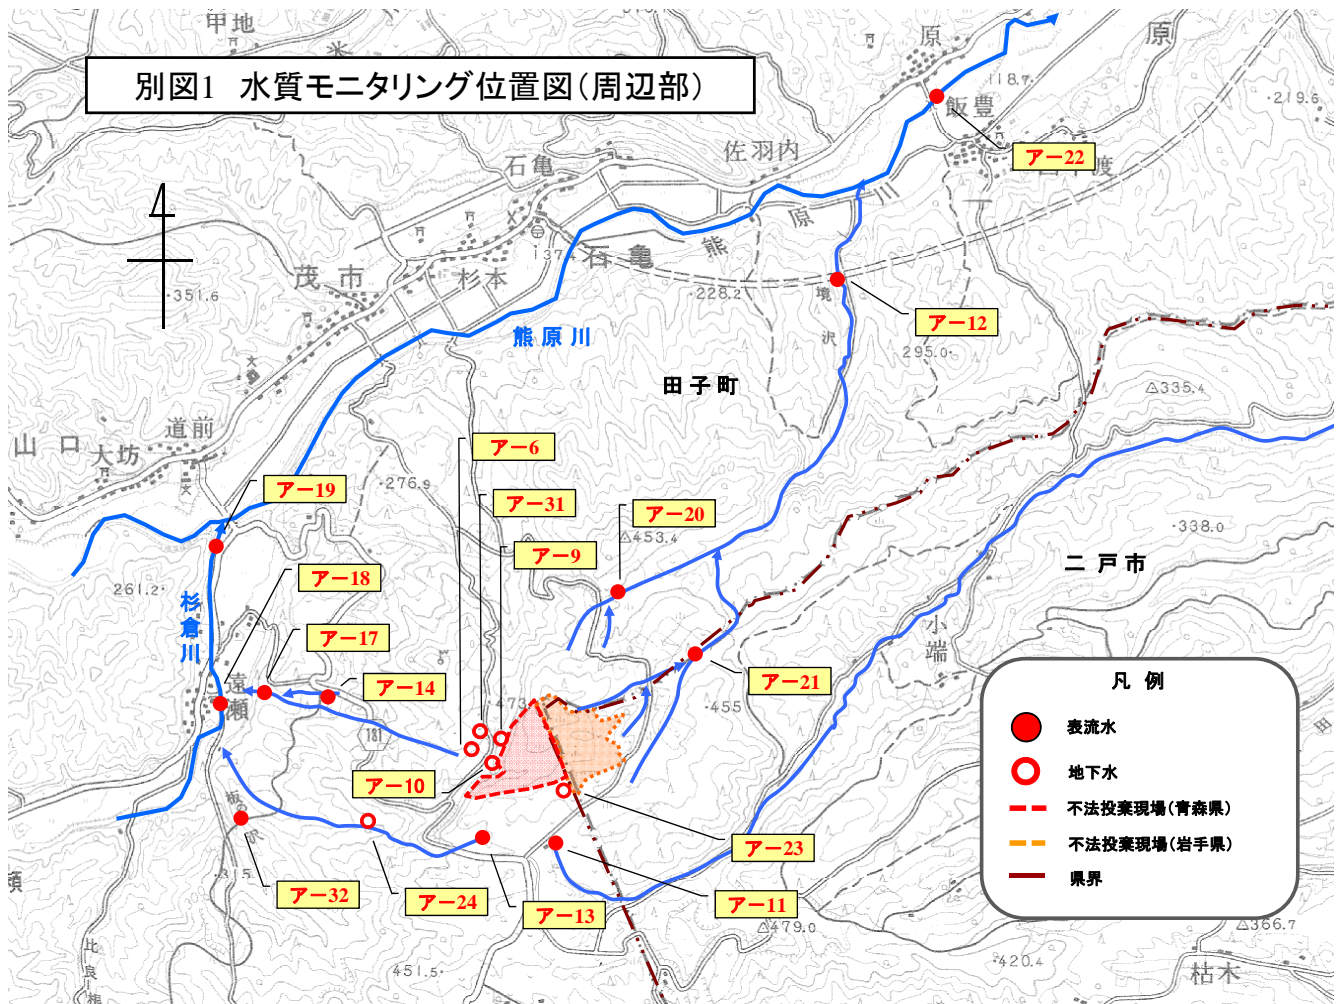 甲地
米
原
原
別図1 水質モニタリング位置図(周辺部)
118.7
飯豊
・219.6
佐羽内
石亀
アー22
熊原川
137.4
石亀
茂市
杉本
・351.6
・228.2
境
沢
アー12
熊原川
295.0・
田子町
△335.4
道前
山口
大坊
アー6
・276.9
アー19
アー31
アー20
△453.4
アー9
・338.0
二戸市
アー18
261.2・
杉倉川
アー17
小端
アー14
遠瀬
アー21
473
・455
181
アー10
凡例
表流水
地下水
不法投棄現場(青森県)
不法投棄現場(岩手県)
県界
アー23
・315
アー32
アー24
アー13
アー11
△479.0
△366.7
451.5・
・420.4
枯木
比良根